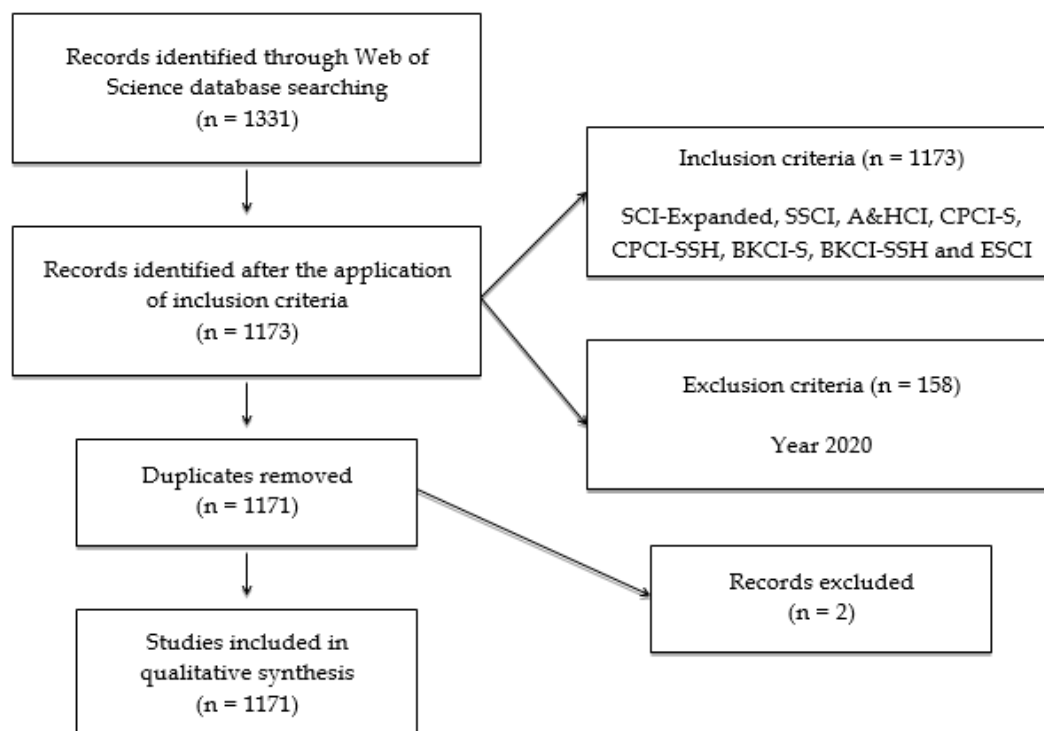 Records identified through Web of
Science database searching
(n = 1331)
Inclusion criteria (n = 1173)
SCI-Expanded, SSCI, A&HCI, CPCI-S,
CPCI-SSH, BKCI-S, BKCI-SSH and ESCI
Records identified after the application
of inclusion criteria
(n = 1173)
Exclusion criteria (n = 158)
Year 2020
Duplicates removed
(n = 1171)
Records excluded
(n = 2)
Studies included in
qualitative synthesis
(n = 1171)